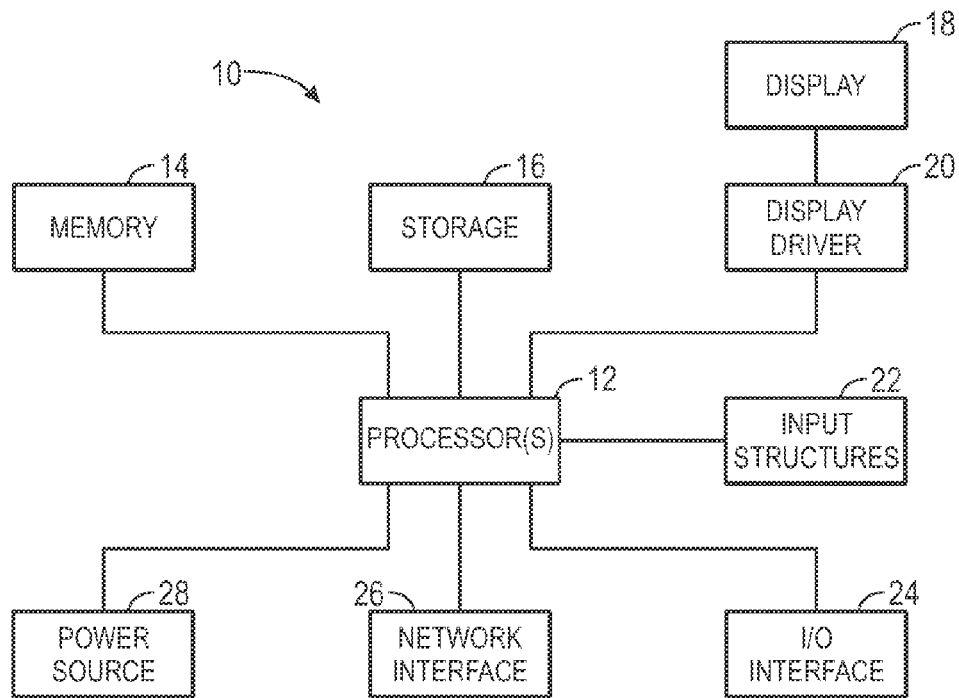 18
DISPLAY
10
14
MEMORY
16
STORAGE
20
DISPLAY
DRIVER
12
PROCESSOR(S)
22
INPUT
STRUCTURES
28
POWER
SOURCE
26
NETWORK
INTERFACE
24
I/O
INTERFACE